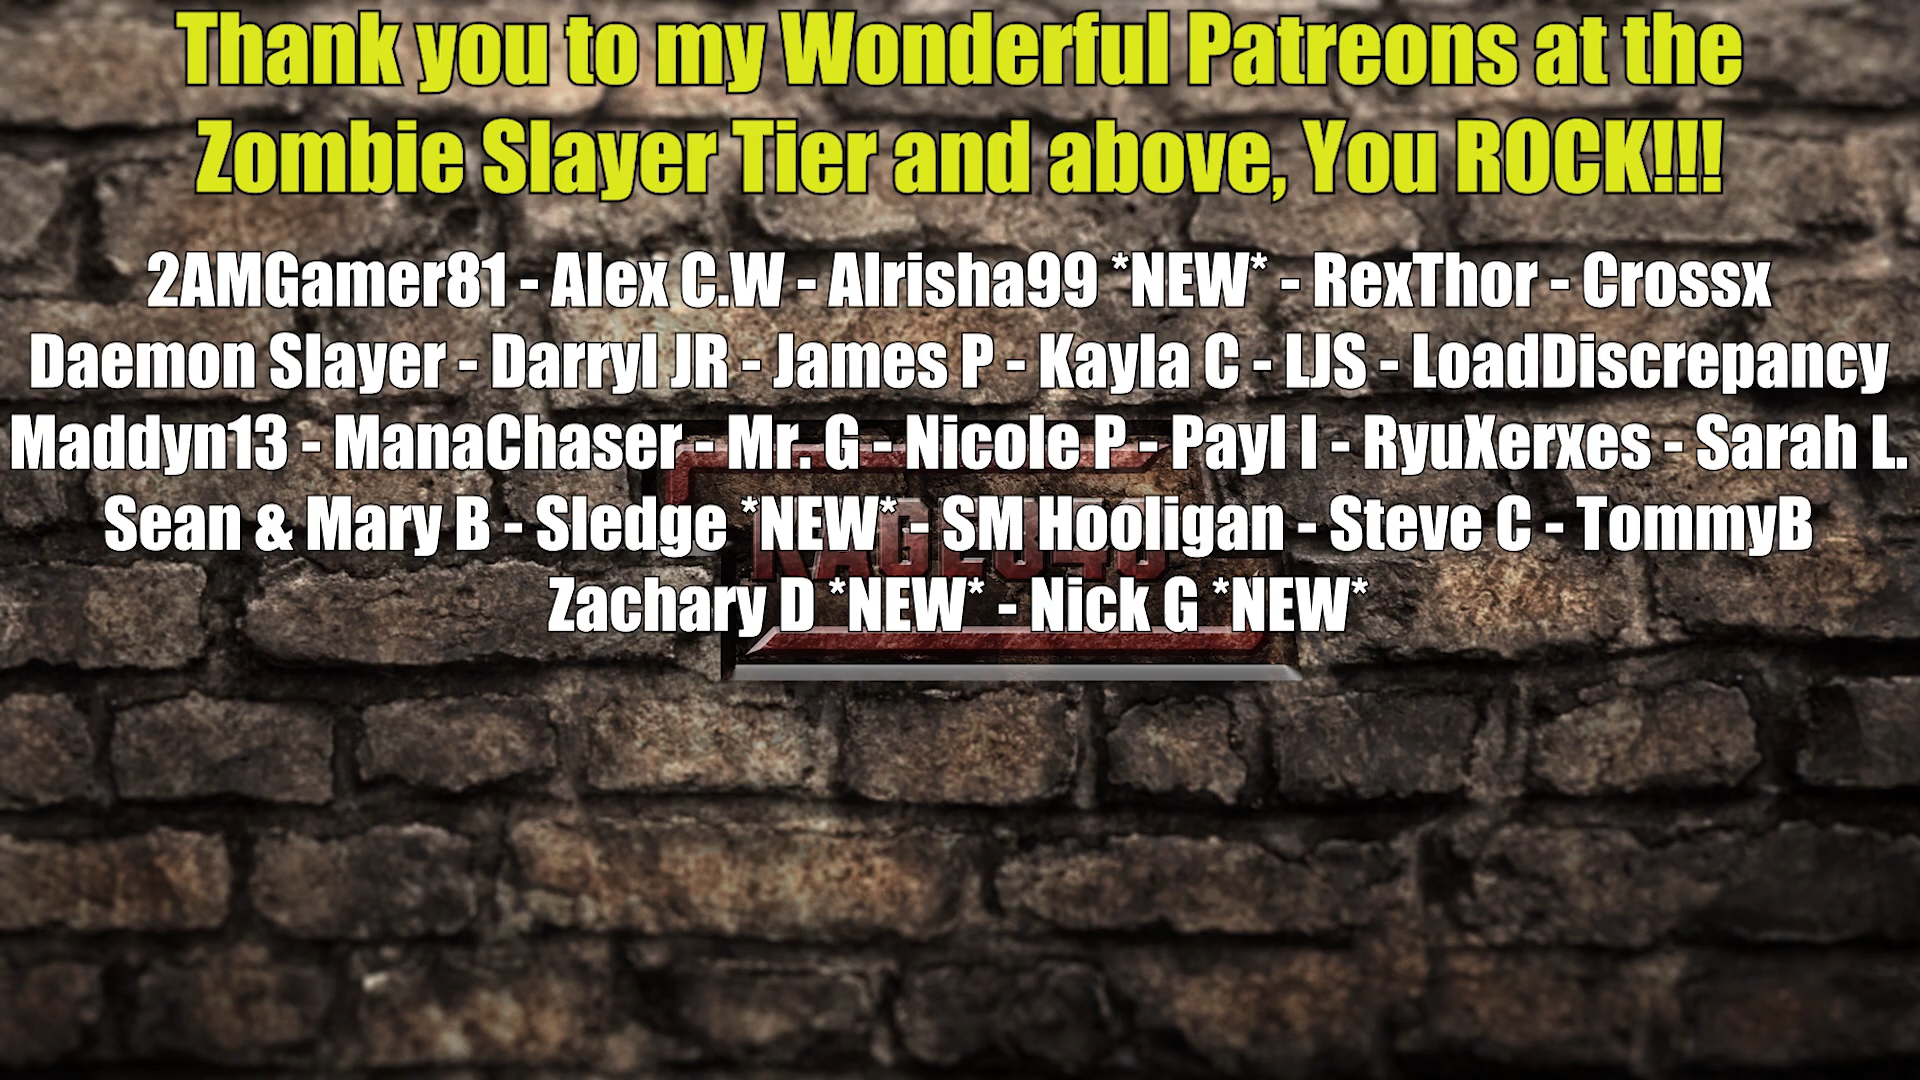 Thank you to my Wonderful Patreons at the
Zombie Slayer Tier and above, You ROCK!!!
2AMGamer81 - Alex C.W - Alrisha99 *NEW* - RexThor - Crossx
Daemon Slayer - Darryl JR - James P - Kayla C - LJS - LoadDiscrepancy
Maddyn13 - ManaChaser - Mr. G - Nicole P - Payl I - RyuXerxes - Sarah L.
Sean & Mary B - Sledge *NEW* - SM Hooligan - Steve C - TommyB
Zachary D *NEW* - Nick G *NEW*